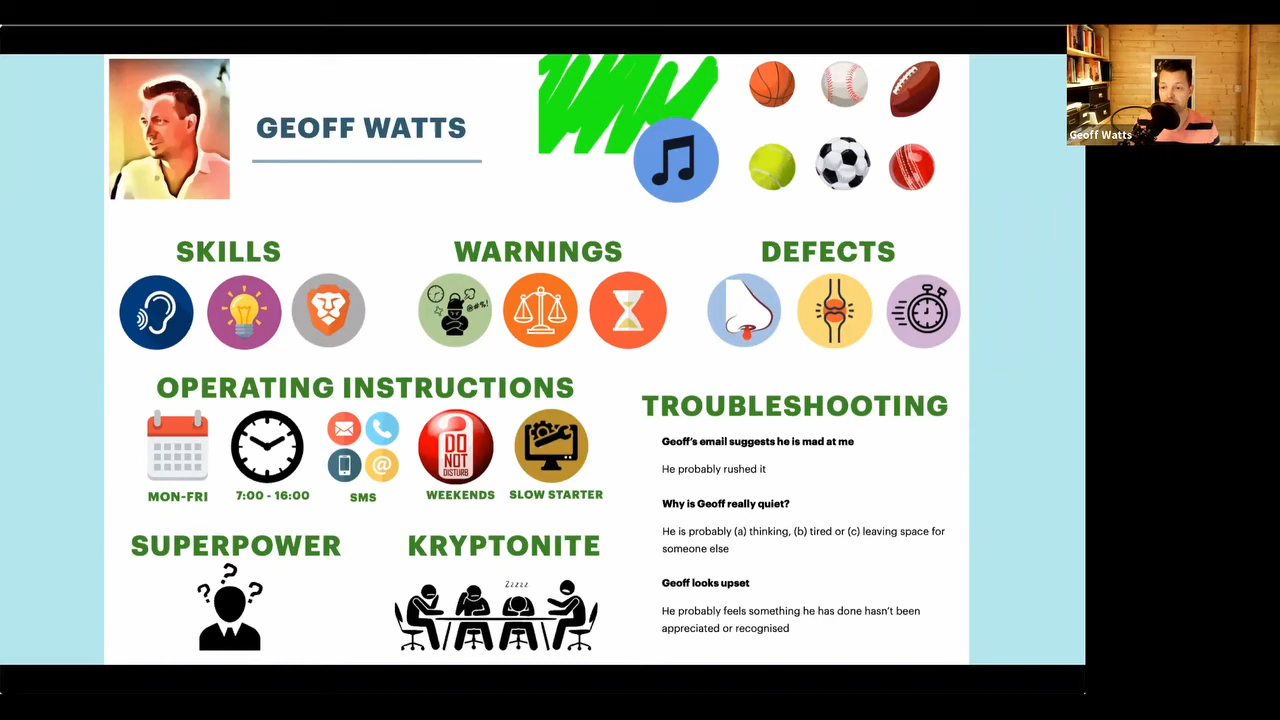 GEOFF WATTS
Geoff Watts
SKILLS
WARNINGS
DEFECTS
@#%!
OPERATING INSTRUCTIONS
DO
NOT
DISTURB
MON-FRI
7:00 - 16:00
SMS
WEEKENDS
SLOW STARTER
SUPERPOWER
? ? ?
KRYPTONITE
Zzzzz
TROUBLESHOOTING
Geoff's email suggests he is mad at me
He probably rushed it
Why is Geoff really quiet?
He is probably (a) thinking, (b) tired or (c) leaving space for
someone else
Geoff looks upset
He probably feels something he has done hasn't been
appreciated or recognised